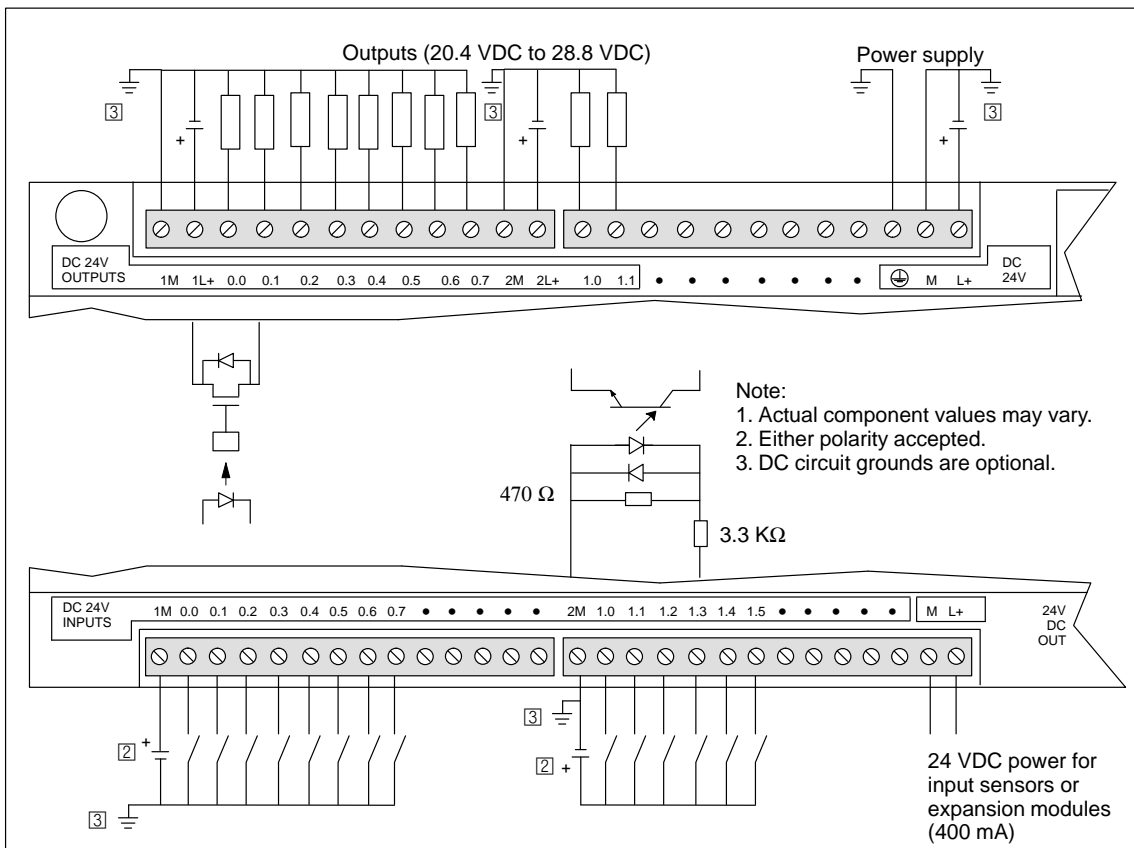 Outputs (20.4 VDC to 28.8 VDC)
Power supply
3
3
3
+
+
+
DC 24V
OUTPUTS
1M 1L+ 0.0 0.1 0.2 0.3 0.4 0.5 0.6 0.7 2M 2L+ 1.0 1.1 • • • • • • • M L+
DC
24V
Note:
1. Actual component values may vary.
2. Either polarity accepted.
3. DC circuit grounds are optional.
470 Ω
3.3 KΩ
DC 24V
INPUTS
1M 0.0 0.1 0.2 0.3 0.4 0.5 0.6 0.7 • • • • • 2M 1.0 1.1 1.2 1.3 1.4 1.5 • • • • • M L+
24V
DC
OUT
2 +
3
3
2 +
24 VDC power for
input sensors or
expansion modules
(400 mA)